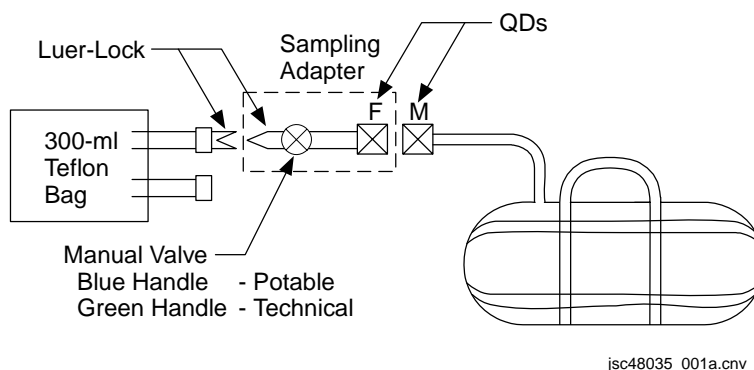 QDs
Luer-Lock
Sampling
Adapter
F M
300-ml
Teflon
Bag
Manual Valve
Blue Handle - Potable
Green Handle - Technical
jsc48035_001a.cnv